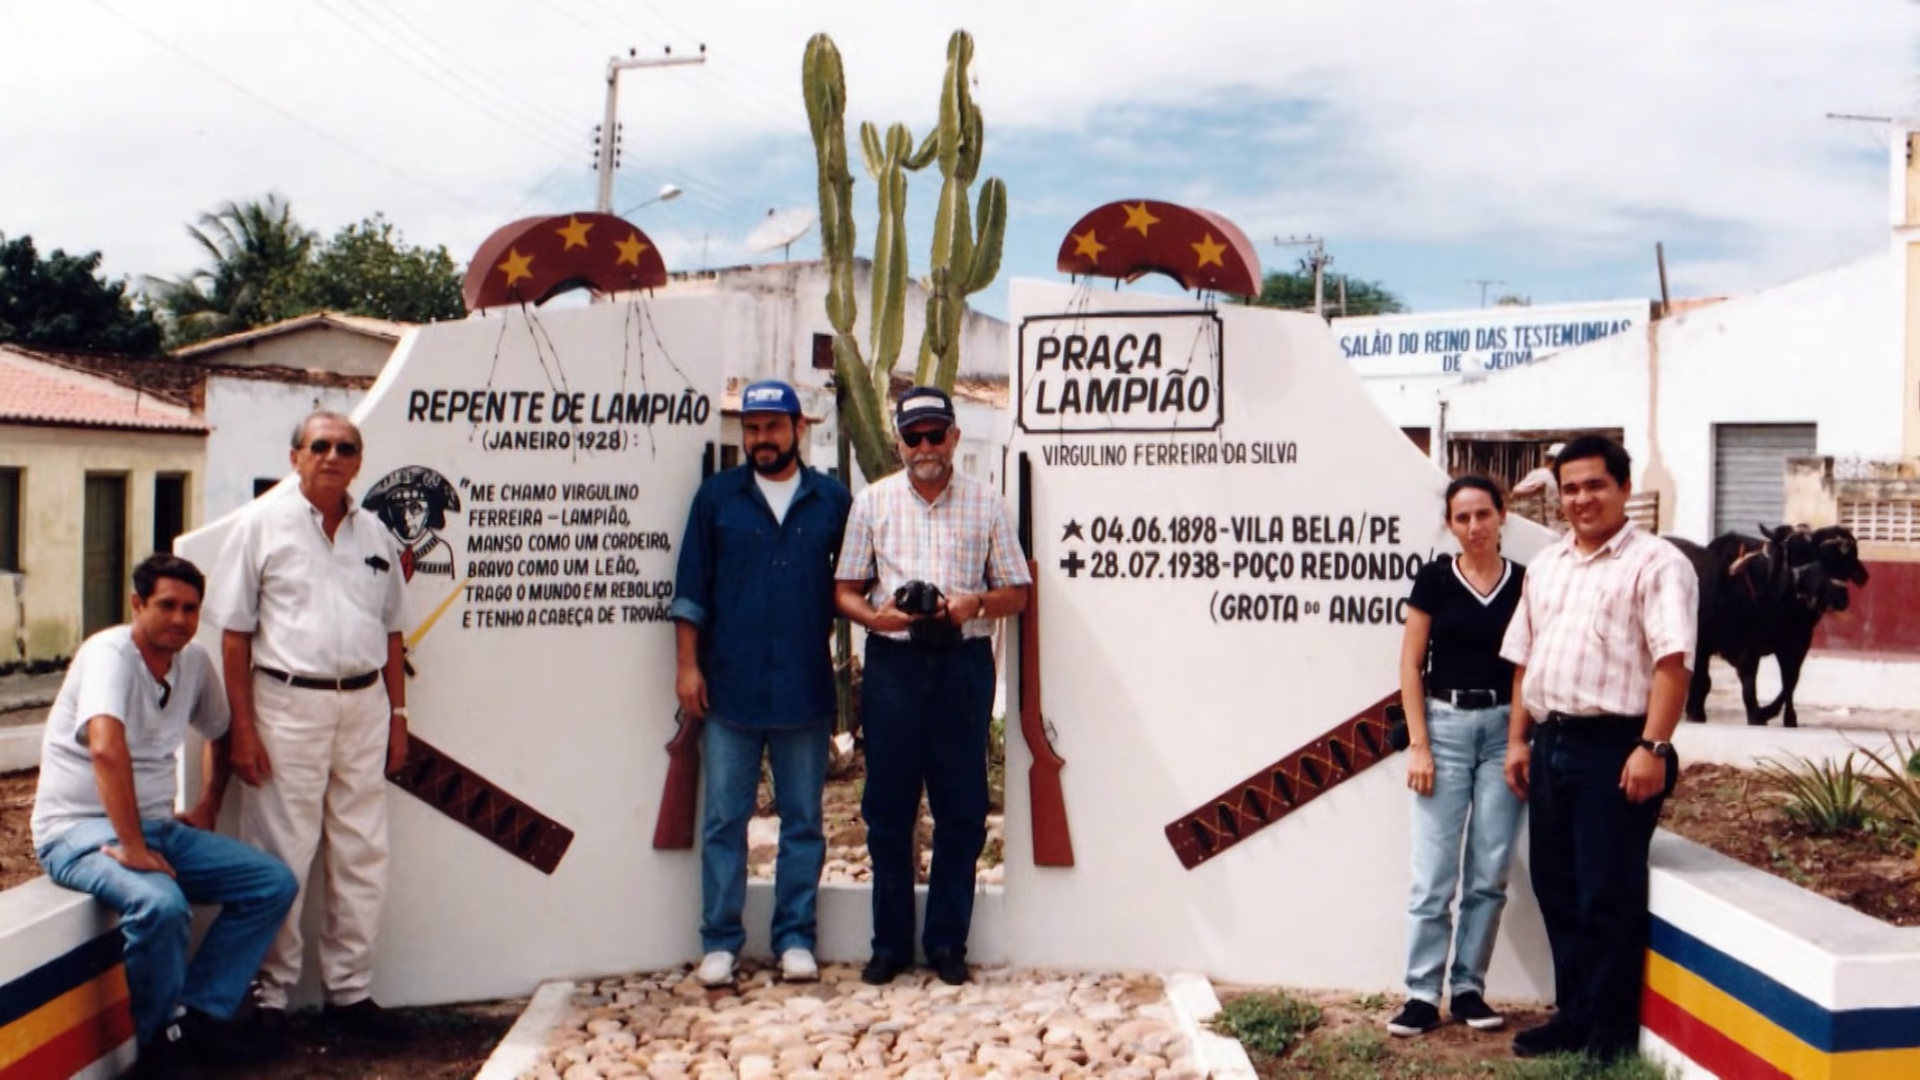 REPENTE DE LAMPIÃO
(JANEIRO 1928):
"ME CHAMO VIRGULINO
FERREIRA - LAMPIÃO,
MANSO COMO UM CORDEIRO,
BRAVO COMO UM LEÃO,
TRAGO O MUNDO EM REBOLIÇO
E TENHO A CABEÇA DE TROVÃO
PRAÇA
LAMPIÃO
VIRGULINO FERREIRA DA SILVA
★ 04.06.1898-VILA BELA/PE
✚ 28.07.1938-POÇO REDONDO/
(GROTA DO ANGIC
SALÃO DO REINO DAS TESTEMUNHAS
DE JEOVÁ